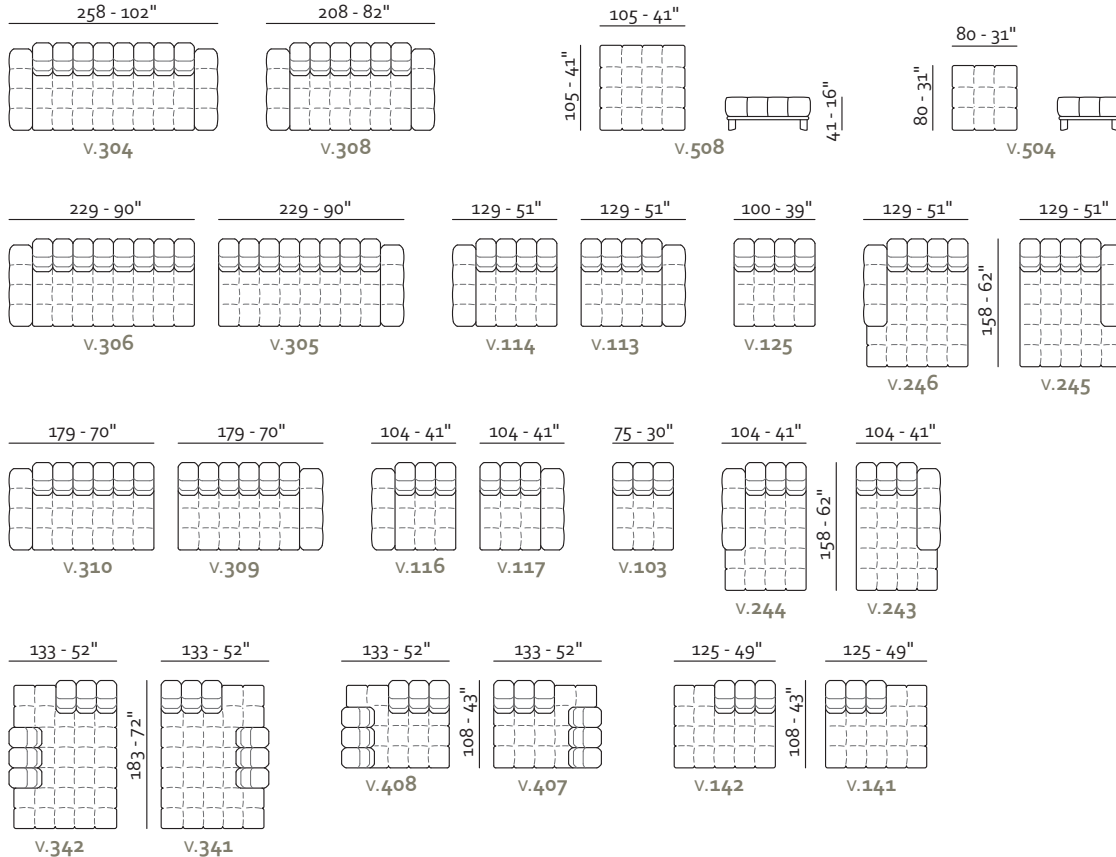 258 - 102" 208 - 82" 105 - 41" 80 - 31"
105 - 41" 41 - 16" 80 - 31"
v.304 v.308 v.508 v.504
229 - 90" 229 - 90" 129 - 51" 129 - 51" 100 - 39" 129 - 51" 129 - 51"
158 - 62"
v.306 v.305 v.114 v.113 v.125 v.246 v.245
179 - 70" 179 - 70" 104 - 41" 104 - 41" 75 - 30" 104 - 41" 104 - 41"
158 - 62"
v.310 v.309 v.116 v.117 v.103 v.244 v.243
133 - 52" 133 - 52" 133 - 52" 133 - 52" 125 - 49" 125 - 49"
183 - 72" 108 - 43" 108 - 43"
v.408 v.407 v.142 v.141
v.342 v.341